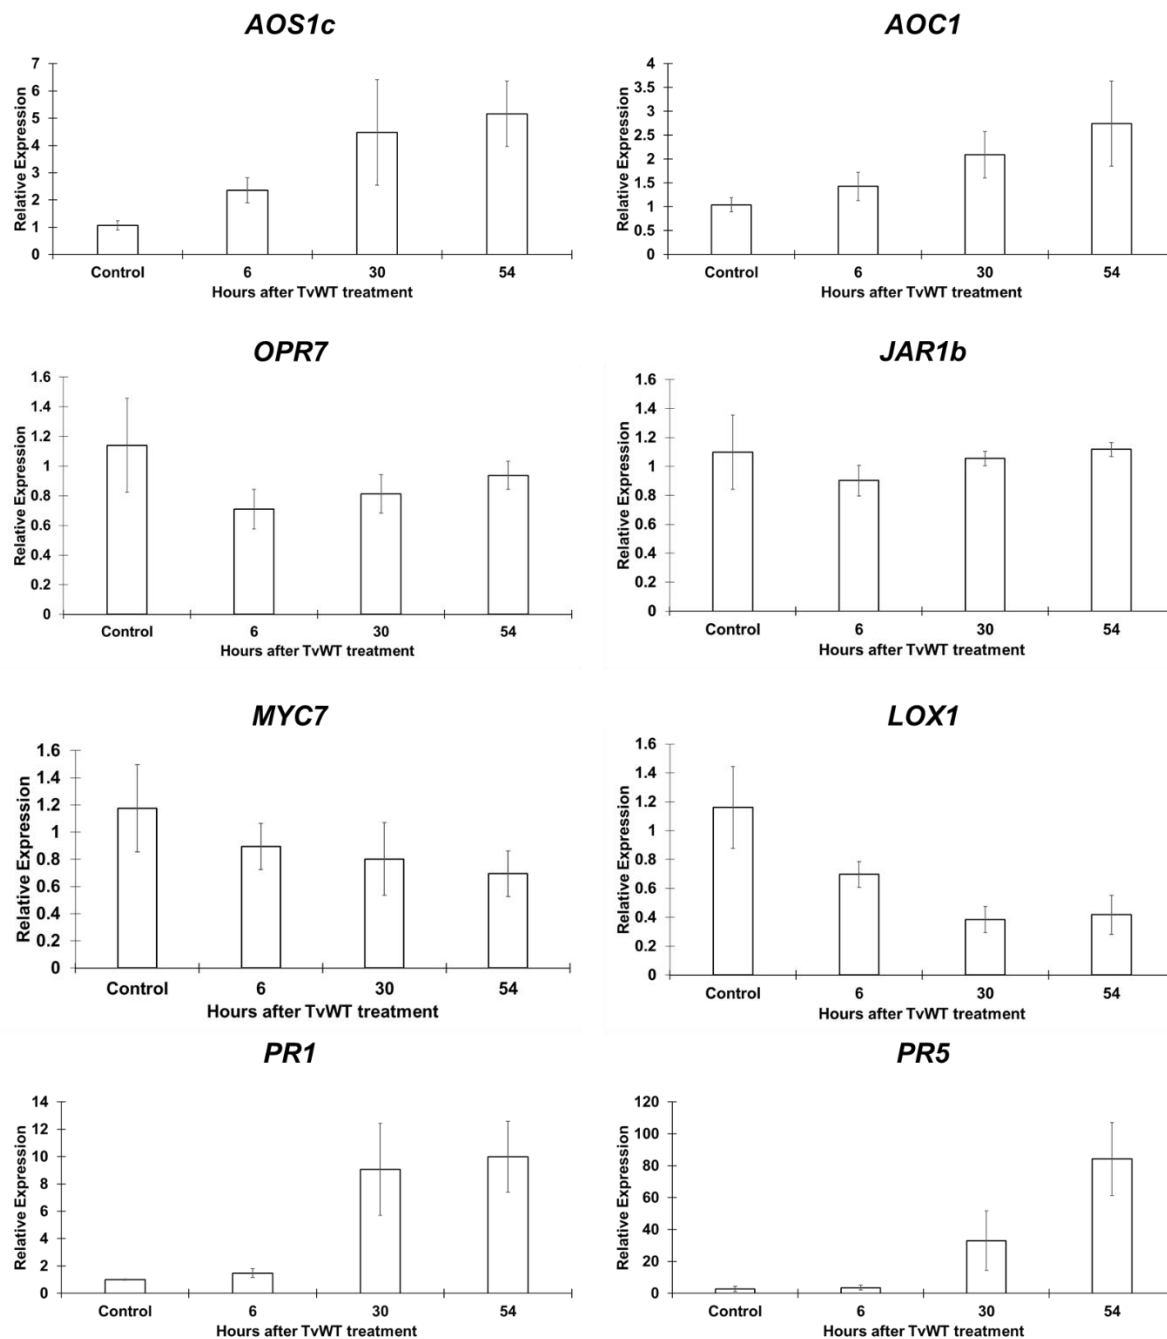 AOS1c
Relative Expression
7
6
5
4
3
2
1
0
Control 6 30 54
Hours after TvWT treatment
AOC1
Relative Expression
4
3.5
3
2.5
2
1.5
1
0.5
0
Control 6 30 54
Hours after TvWT treatment
OPR7
Relative Expression
1.6
1.4
1.2
1
0.8
0.6
0.4
0.2
0
Control 6 30 54
Hours after TvWT treatment
JAR1b
Relative Expression
1.6
1.4
1.2
1
0.8
0.6
0.4
0.2
0
Control 6 30 54
Hours after TvWT treatment
MYC7
Relative Expression
1.6
1.4
1.2
1
0.8
0.6
0.4
0.2
0
Control 6 30 54
Hours after TvWT treatment
LOX1
Relative Expression
1.6
1.4
1.2
1
0.8
0.6
0.4
0.2
0
Control 6 30 54
Hours after TvWT treatment
PR1
Relative Expression
14
12
10
8
6
4
2
0
Control 6 30 54
Hours after TvWT treatment
PR5
Relative Expression
120
100
80
60
40
20
0
Control 6 30 54
Hours after TvWT treatment